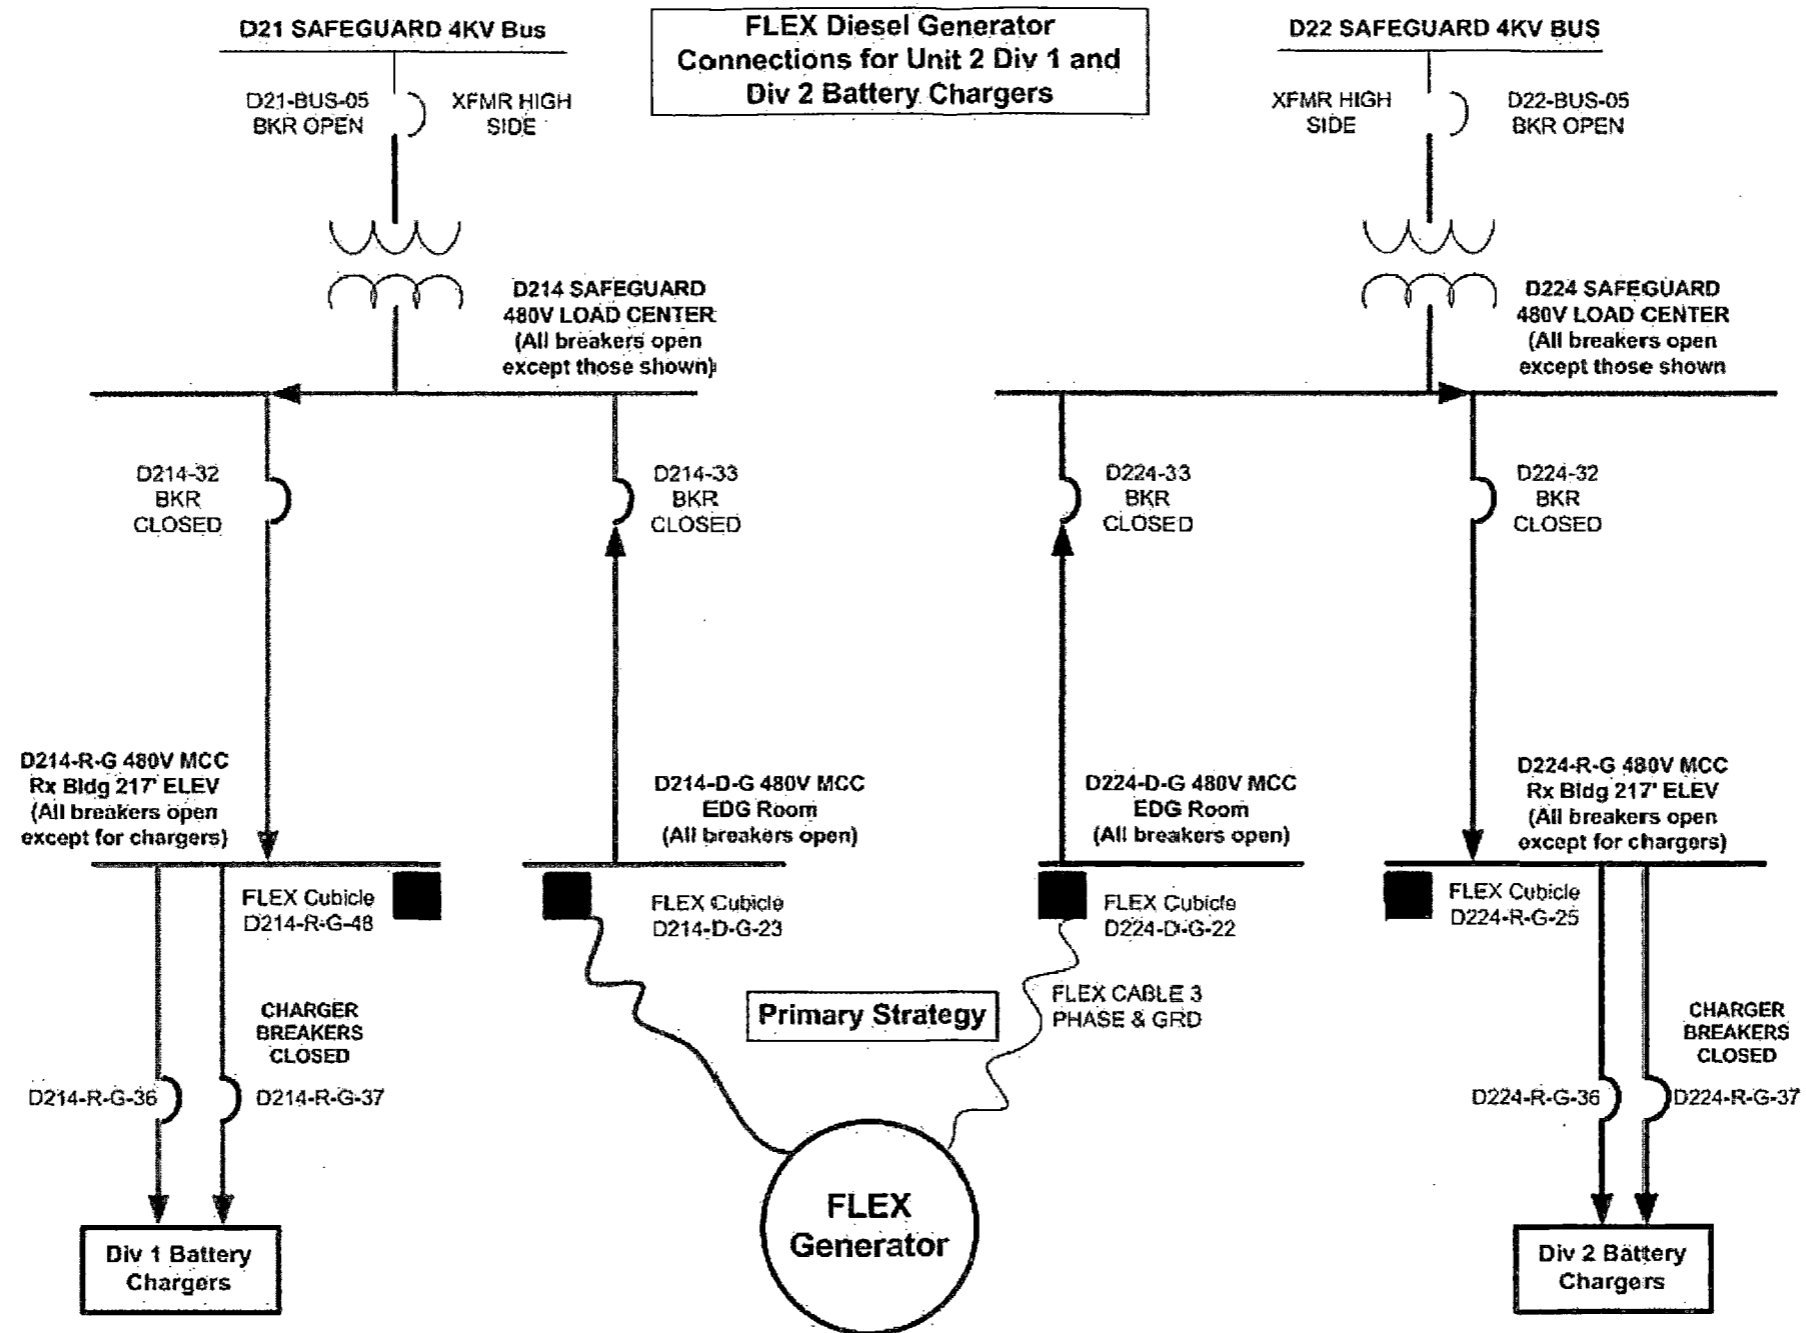 D21 SAFEGUARD 4KV Bus
FLEX Diesel Generator
Connections for Unit 2 Div 1 and
Div 2 Battery Chargers
D22 SAFEGUARD 4KV BUS
D21-BUS-05
BKR OPEN
XFMR HIGH
SIDE
XFMR HIGH
SIDE
D22-BUS-05
BKR OPEN
D214 SAFEGUARD
480V LOAD CENTER
(All breakers open
except those shown)
D224 SAFEGUARD
480V LOAD CENTER
(All breakers open
except those shown
D214-32
BKR
CLOSED
D214-33
BKR
CLOSED
D224-33
BKR
CLOSED
D224-32
BKR
CLOSED
D214-R-G 480V MCC
Rx Bldg 217' ELEV
(All breakers open
except for chargers)
D214-D-G 480V MCC
EDG Room
(All breakers open)
D224-D-G 480V MCC
EDG Room
(All breakers open)
D224-R-G 480V MCC
Rx Bldg 217' ELEV
(All breakers open
except for chargers)
FLEX Cubicle
D214-R-G-48
FLEX Cubicle
D214-D-G-23
FLEX Cubicle
D224-D-G-22
FLEX Cubicle
D224-R-G-25
Primary Strategy
FLEX CABLE 3
PHASE & GRD
CHARGER
BREAKERS
CLOSED
CHARGER
BREAKERS
CLOSED
D214-R-G-36
D214-R-G-37
D224-R-G-36
D224-R-G-37
FLEX
Generator
Div 1 Battery
Chargers
Div 2 Battery
Chargers